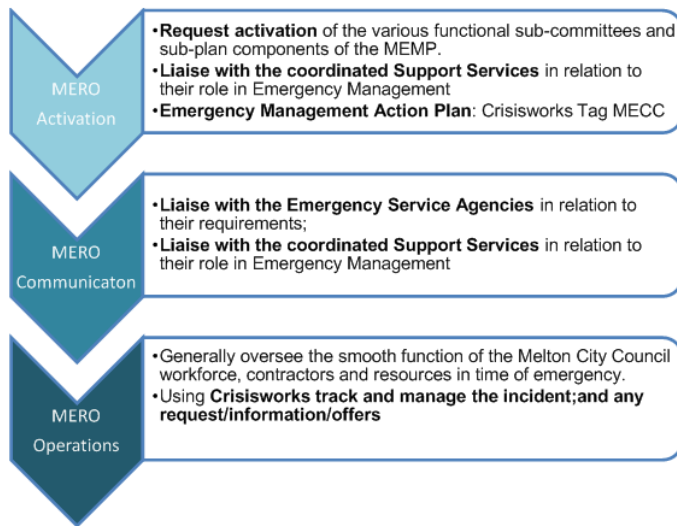 MERO
Activation
•Request activation of the various functional sub-committees and
sub-plan components of the MEMP.
•Liaise with the coordinated Support Services in relation to
their role in Emergency Management
•Emergency Management Action Plan: Crisisworks Tag MECC
MERO
Communicaton
•Liaise with the Emergency Service Agencies in relation to
their requirements;
•Liaise with the coordinated Support Services in relation to
their role in Emergency Management
MERO
Operations
•Generally oversee the smooth function of the Melton City Council
workforce, contractors and resources in time of emergency.
•Using Crisisworks track and manage the incident;and any
request/information/offers